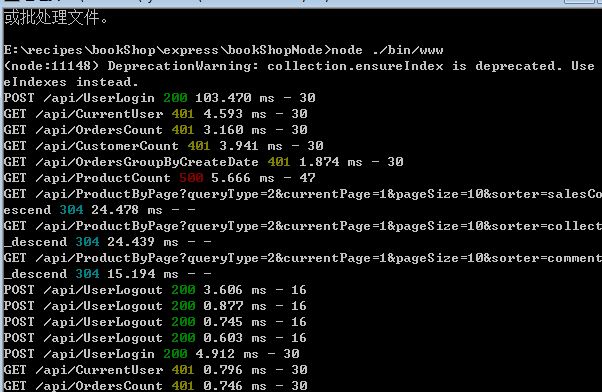 或批处理文件。
E:\recipes\bookShop\express\bookShopNode>node ./bin/www
(node:11148) DeprecationWarning: collection.ensureIndex is deprecated. Use
eIndexes instead.
POST /api/UserLogin 200 103.470 ms - 30
GET /api/CurrentUser 401 4.593 ms - 30
GET /api/OrdersCount 401 3.160 ms - 30
GET /api/CustomerCount 401 3.941 ms - 30
GET /api/OrdersGroupByCreateDate 401 1.874 ms - 30
GET /api/ProductCount 500 5.666 ms - 47
GET /api/ProductByPage?queryType=2&currentPage=1&pageSize=10&sorter=salesCo
escend 304 24.478 ms - -
GET /api/ProductByPage?queryType=2&currentPage=1&pageSize=10&sorter=collect
_descend 304 24.439 ms - -
GET /api/ProductByPage?queryType=2&currentPage=1&pageSize=10&sorter=comment
_descend 304 15.194 ms - -
POST /api/UserLogout 200 3.606 ms - 16
POST /api/UserLogout 200 0.877 ms - 16
POST /api/UserLogout 200 0.745 ms - 16
POST /api/UserLogout 200 0.603 ms - 16
POST /api/UserLogin 200 4.912 ms - 30
GET /api/CurrentUser 401 0.796 ms - 30
GET /api/OrdersCount 401 0.746 ms - 30